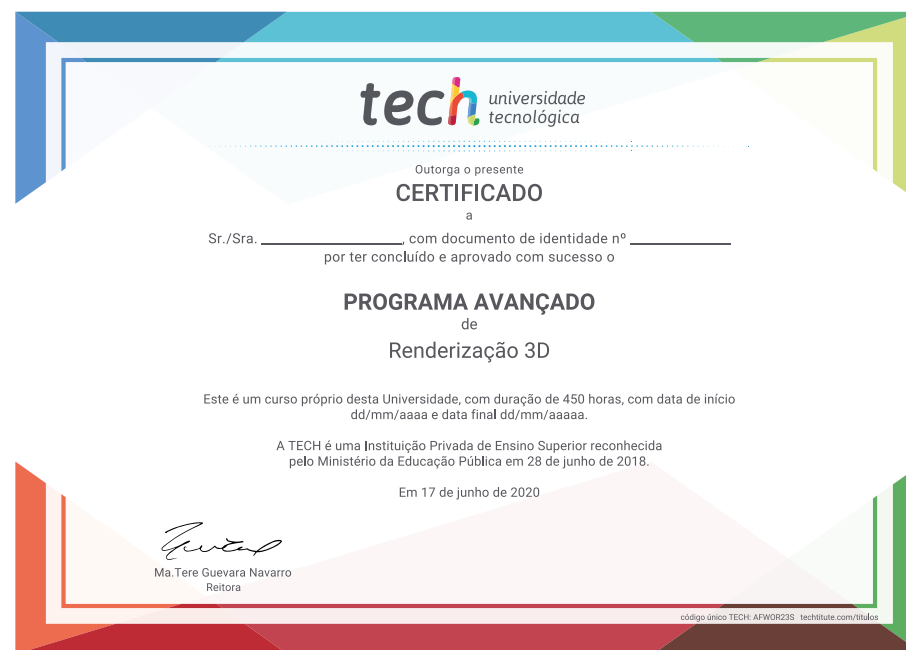 tech universidade
tecnológica
Outorga o presente
CERTIFICADO
a
Sr./Sra. ________________, com documento de identidade nº ____________
por ter concluído e aprovado com sucesso o
PROGRAMA AVANÇADO
de
Renderização 3D
Este é um curso próprio desta Universidade, com duração de 450 horas, com data de início
dd/mm/aaaa e data final dd/mm/aaaaa.
A TECH é uma Instituição Privada de Ensino Superior reconhecida
pelo Ministério da Educação Pública em 28 de junho de 2018.
Em 17 de junho de 2020
Ma.Tere Guevara Navarro
Reitora
código único TECH: AFWOR23S techtitute.com/titulos